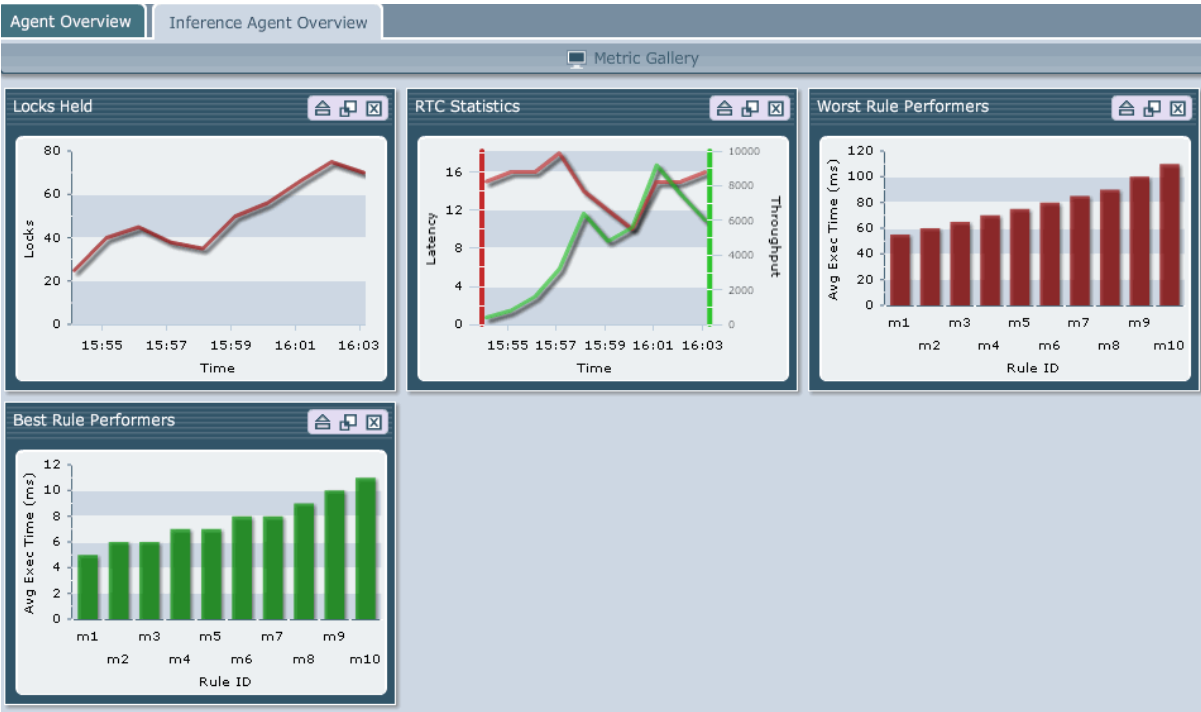 Agent Overview
Inference Agent Overview
Metric Gallery
Locks Held
80
60
40
20
0
Locks
15:55 15:57 15:59 16:01 16:03
Time
RTC Statistics
16
12
8
4
0
Latency
10000
8000
6000
4000
2000
0
Throughput
15:55 15:57 15:59 16:01 16:03
Time
Worst Rule Performers
120
100
80
60
40
20
0
Avg Exec Time (ms)
m1 m3 m5 m7 m9
m2 m4 m6 m8 m10
Rule ID
Best Rule Performers
12
10
8
6
4
2
0
Avg Exec Time (ms)
m1 m3 m5 m7 m9
m2 m4 m6 m8 m10
Rule ID